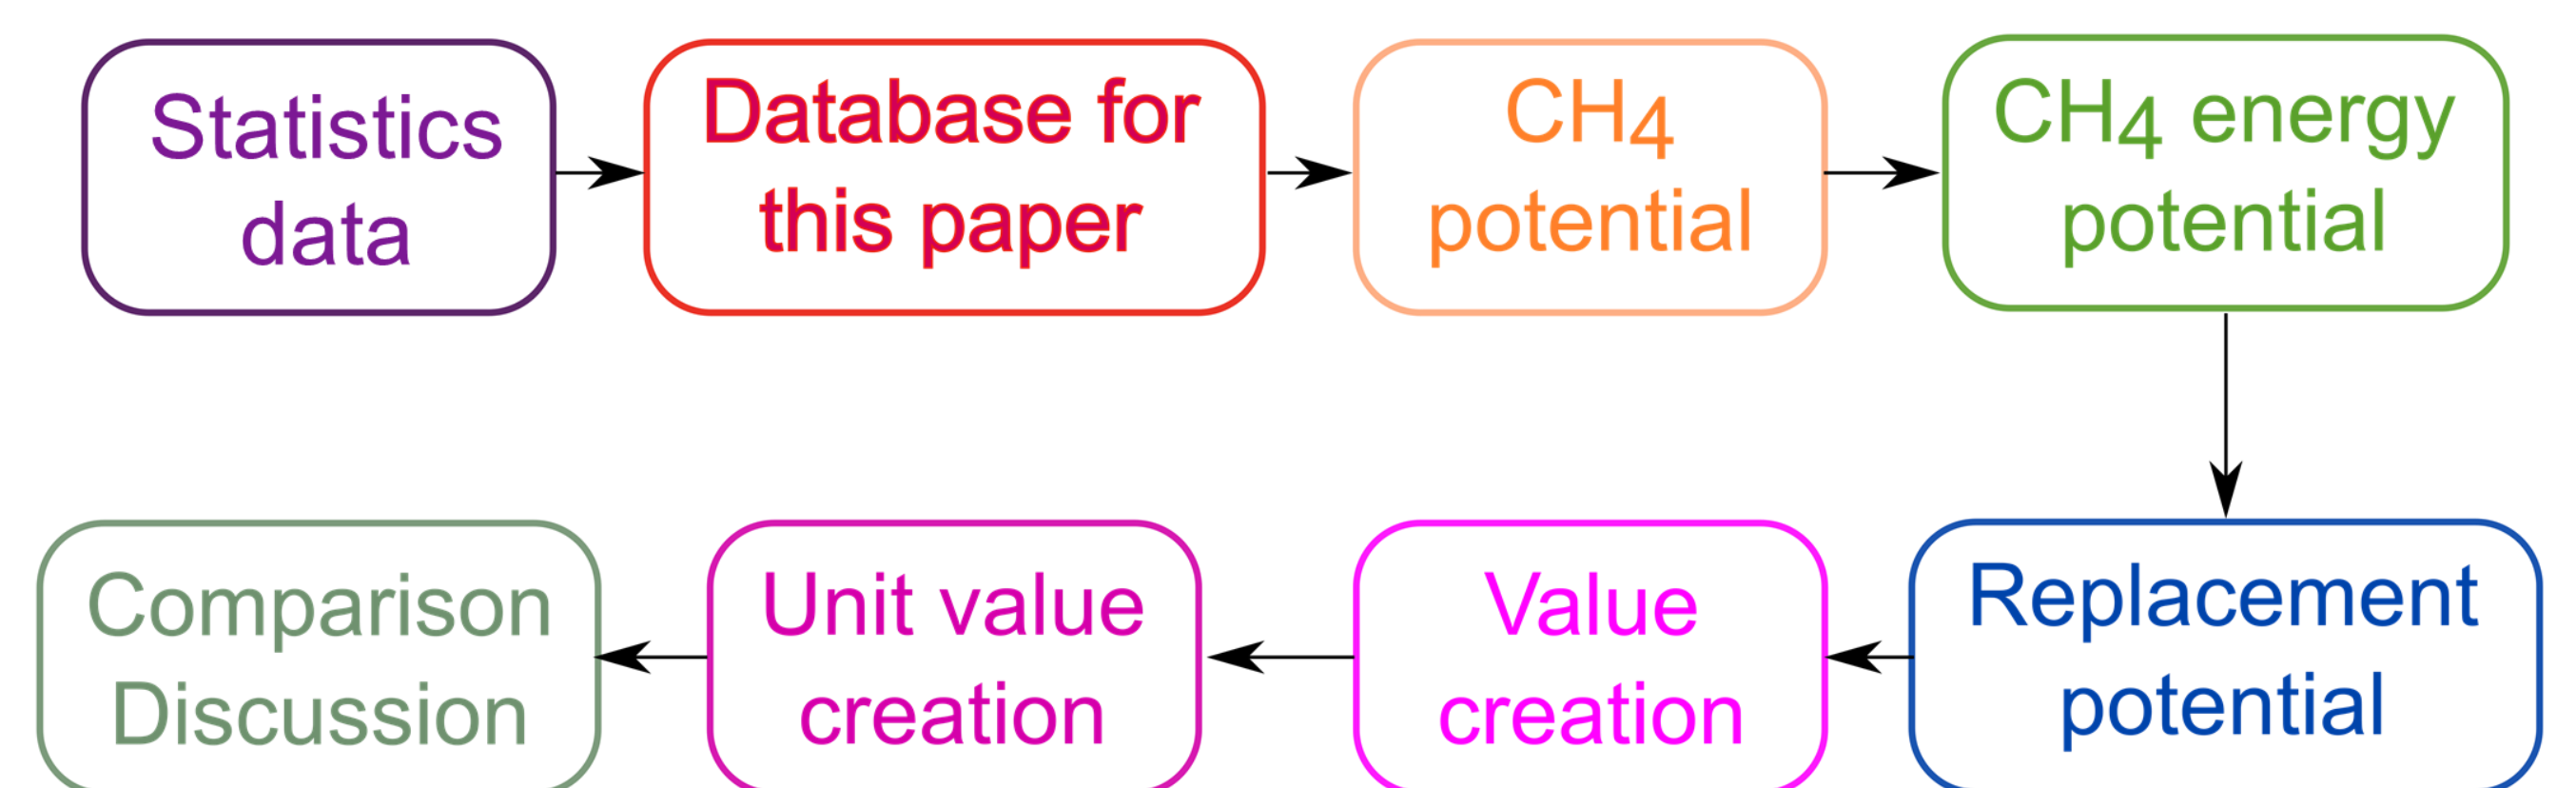 Statistics
data
Database for
this paper
CH4
potential
CH4 energy
potential
Replacement
potential
Value
creation
Unit value
creation
Comparison
Discussion